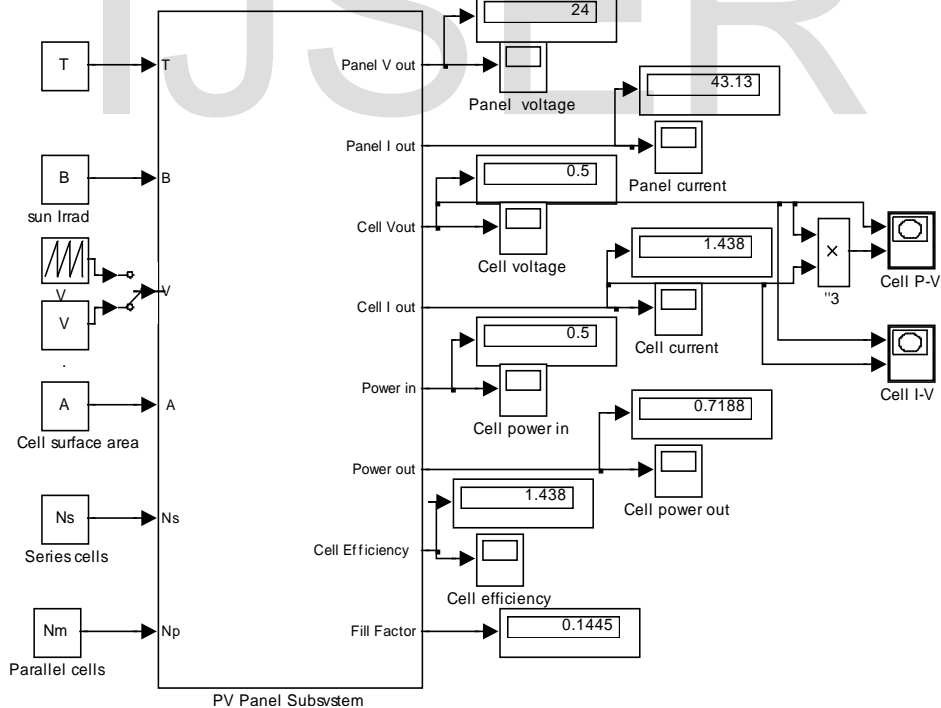 IJSER
24
T
T
Panel V out
Panel voltage
43.13
Panel I out
Panel current
B
B
sun Irrad
0.5
Cell Vout
Cell voltage
1.438
×
Cell P-V
"3
V
V
V
.
Cell I out
Cell current
Cell I-V
0.5
Power in
Cell power in
A
A
Cell surface area
0.7188
Power out
Cell power out
1.438
Ns
Ns
Series cells
Cell Efficiency
Cell efficiency
Nm
Np
Parallel cells
Fill Factor
0.1445
PV Panel Subsystem